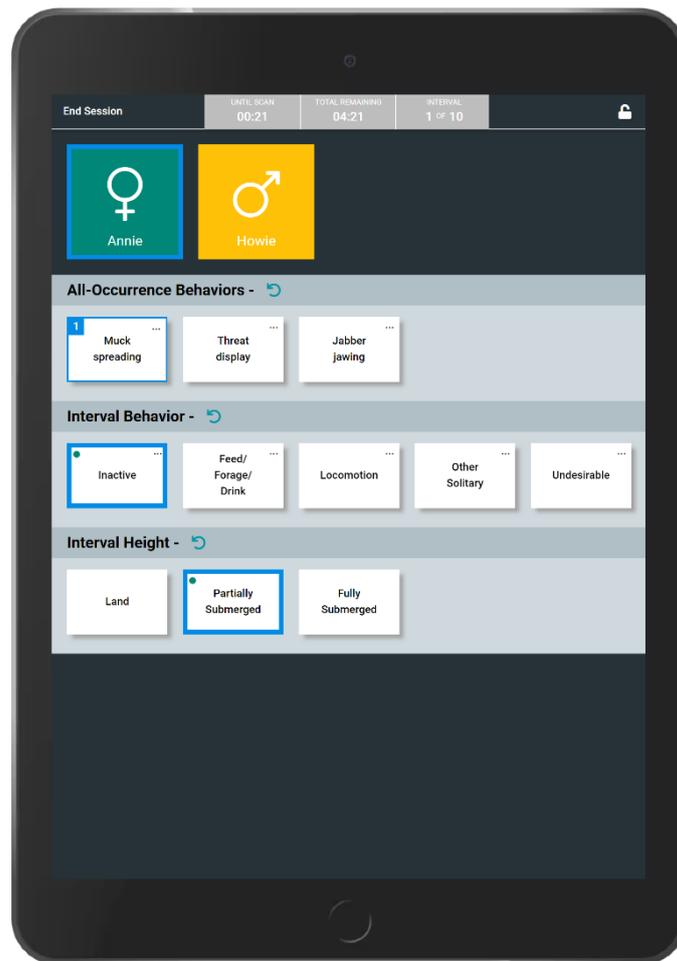 End Session
UNTIL SCAN
00:21
TOTAL REMAINING
04:21
INTERVAL
1 OF 10
Annie
Howie
All-Occurrence Behaviors -
1
...
Muck
spreading
...
Threat
display
...
Jabber
jawing
Interval Behavior -
...
Inactive
...
Feed/
Forage/
Drink
...
Locomotion
...
Other
Solitary
...
Undesirable
Interval Height -
Land
Partially
Submerged
Fully
Submerged